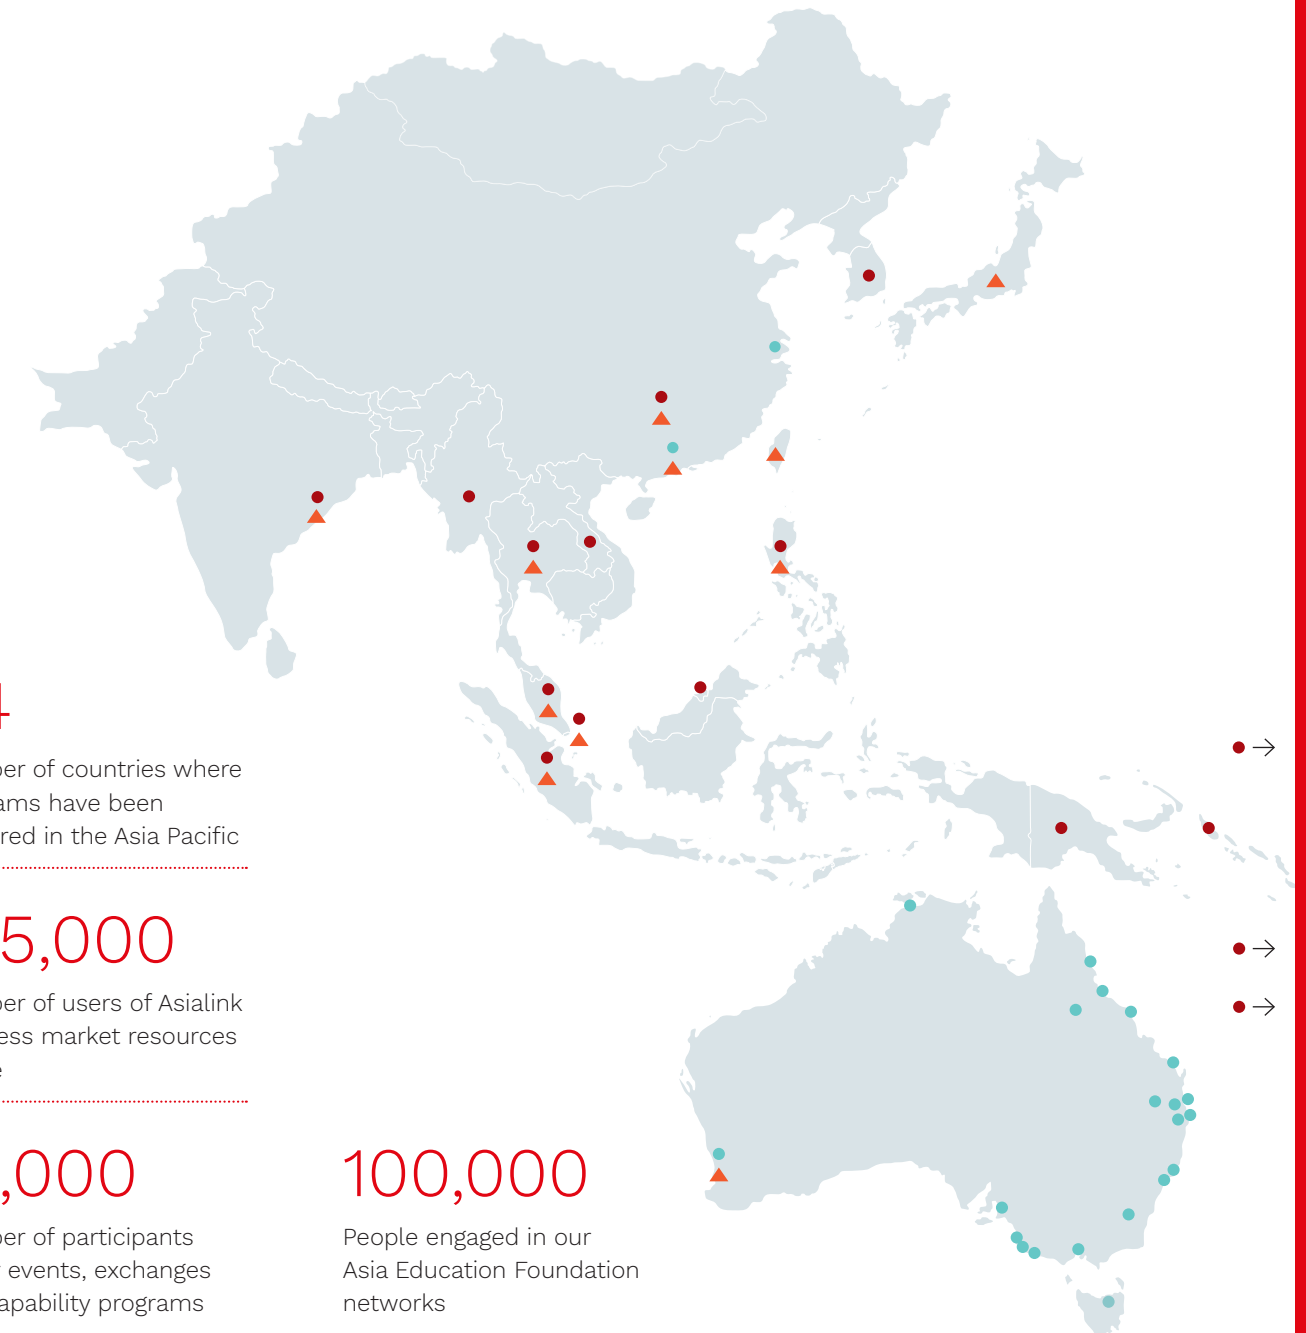 4
ber of countries where
ams have been
red in the Asia Pacific
5,000
ber of users of Asialink
ess market resources
e
,000
ber of participants
events, exchanges
apability programs
100,000
People engaged in our
Asia Education Foundation
networks